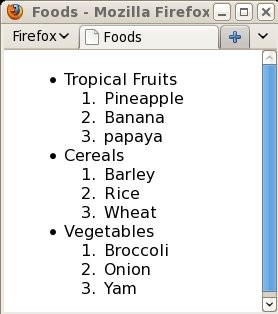 Foods - Mozilla Firefox
Firefox
Foods
• Tropical Fruits
1. Pineapple
2. Banana
3. papaya
• Cereals
1. Barley
2. Rice
3. Wheat
• Vegetables
1. Broccoli
2. Onion
3. Yam